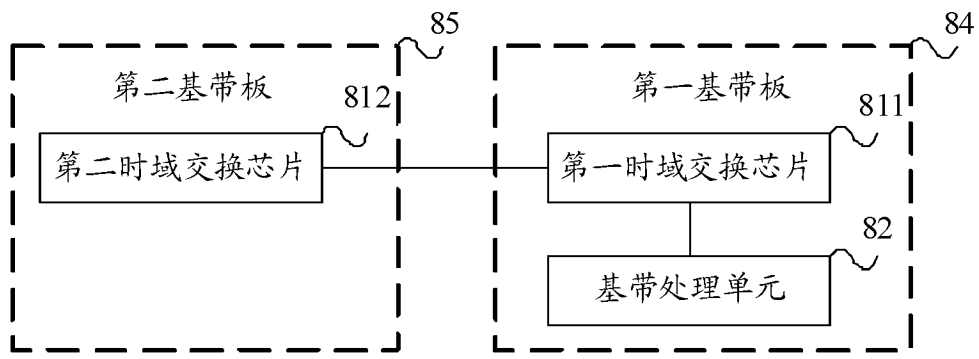 85
第二基带板
812
第二时域交换芯片
84
第一基带板
811
第一时域交换芯片
82
基带处理单元